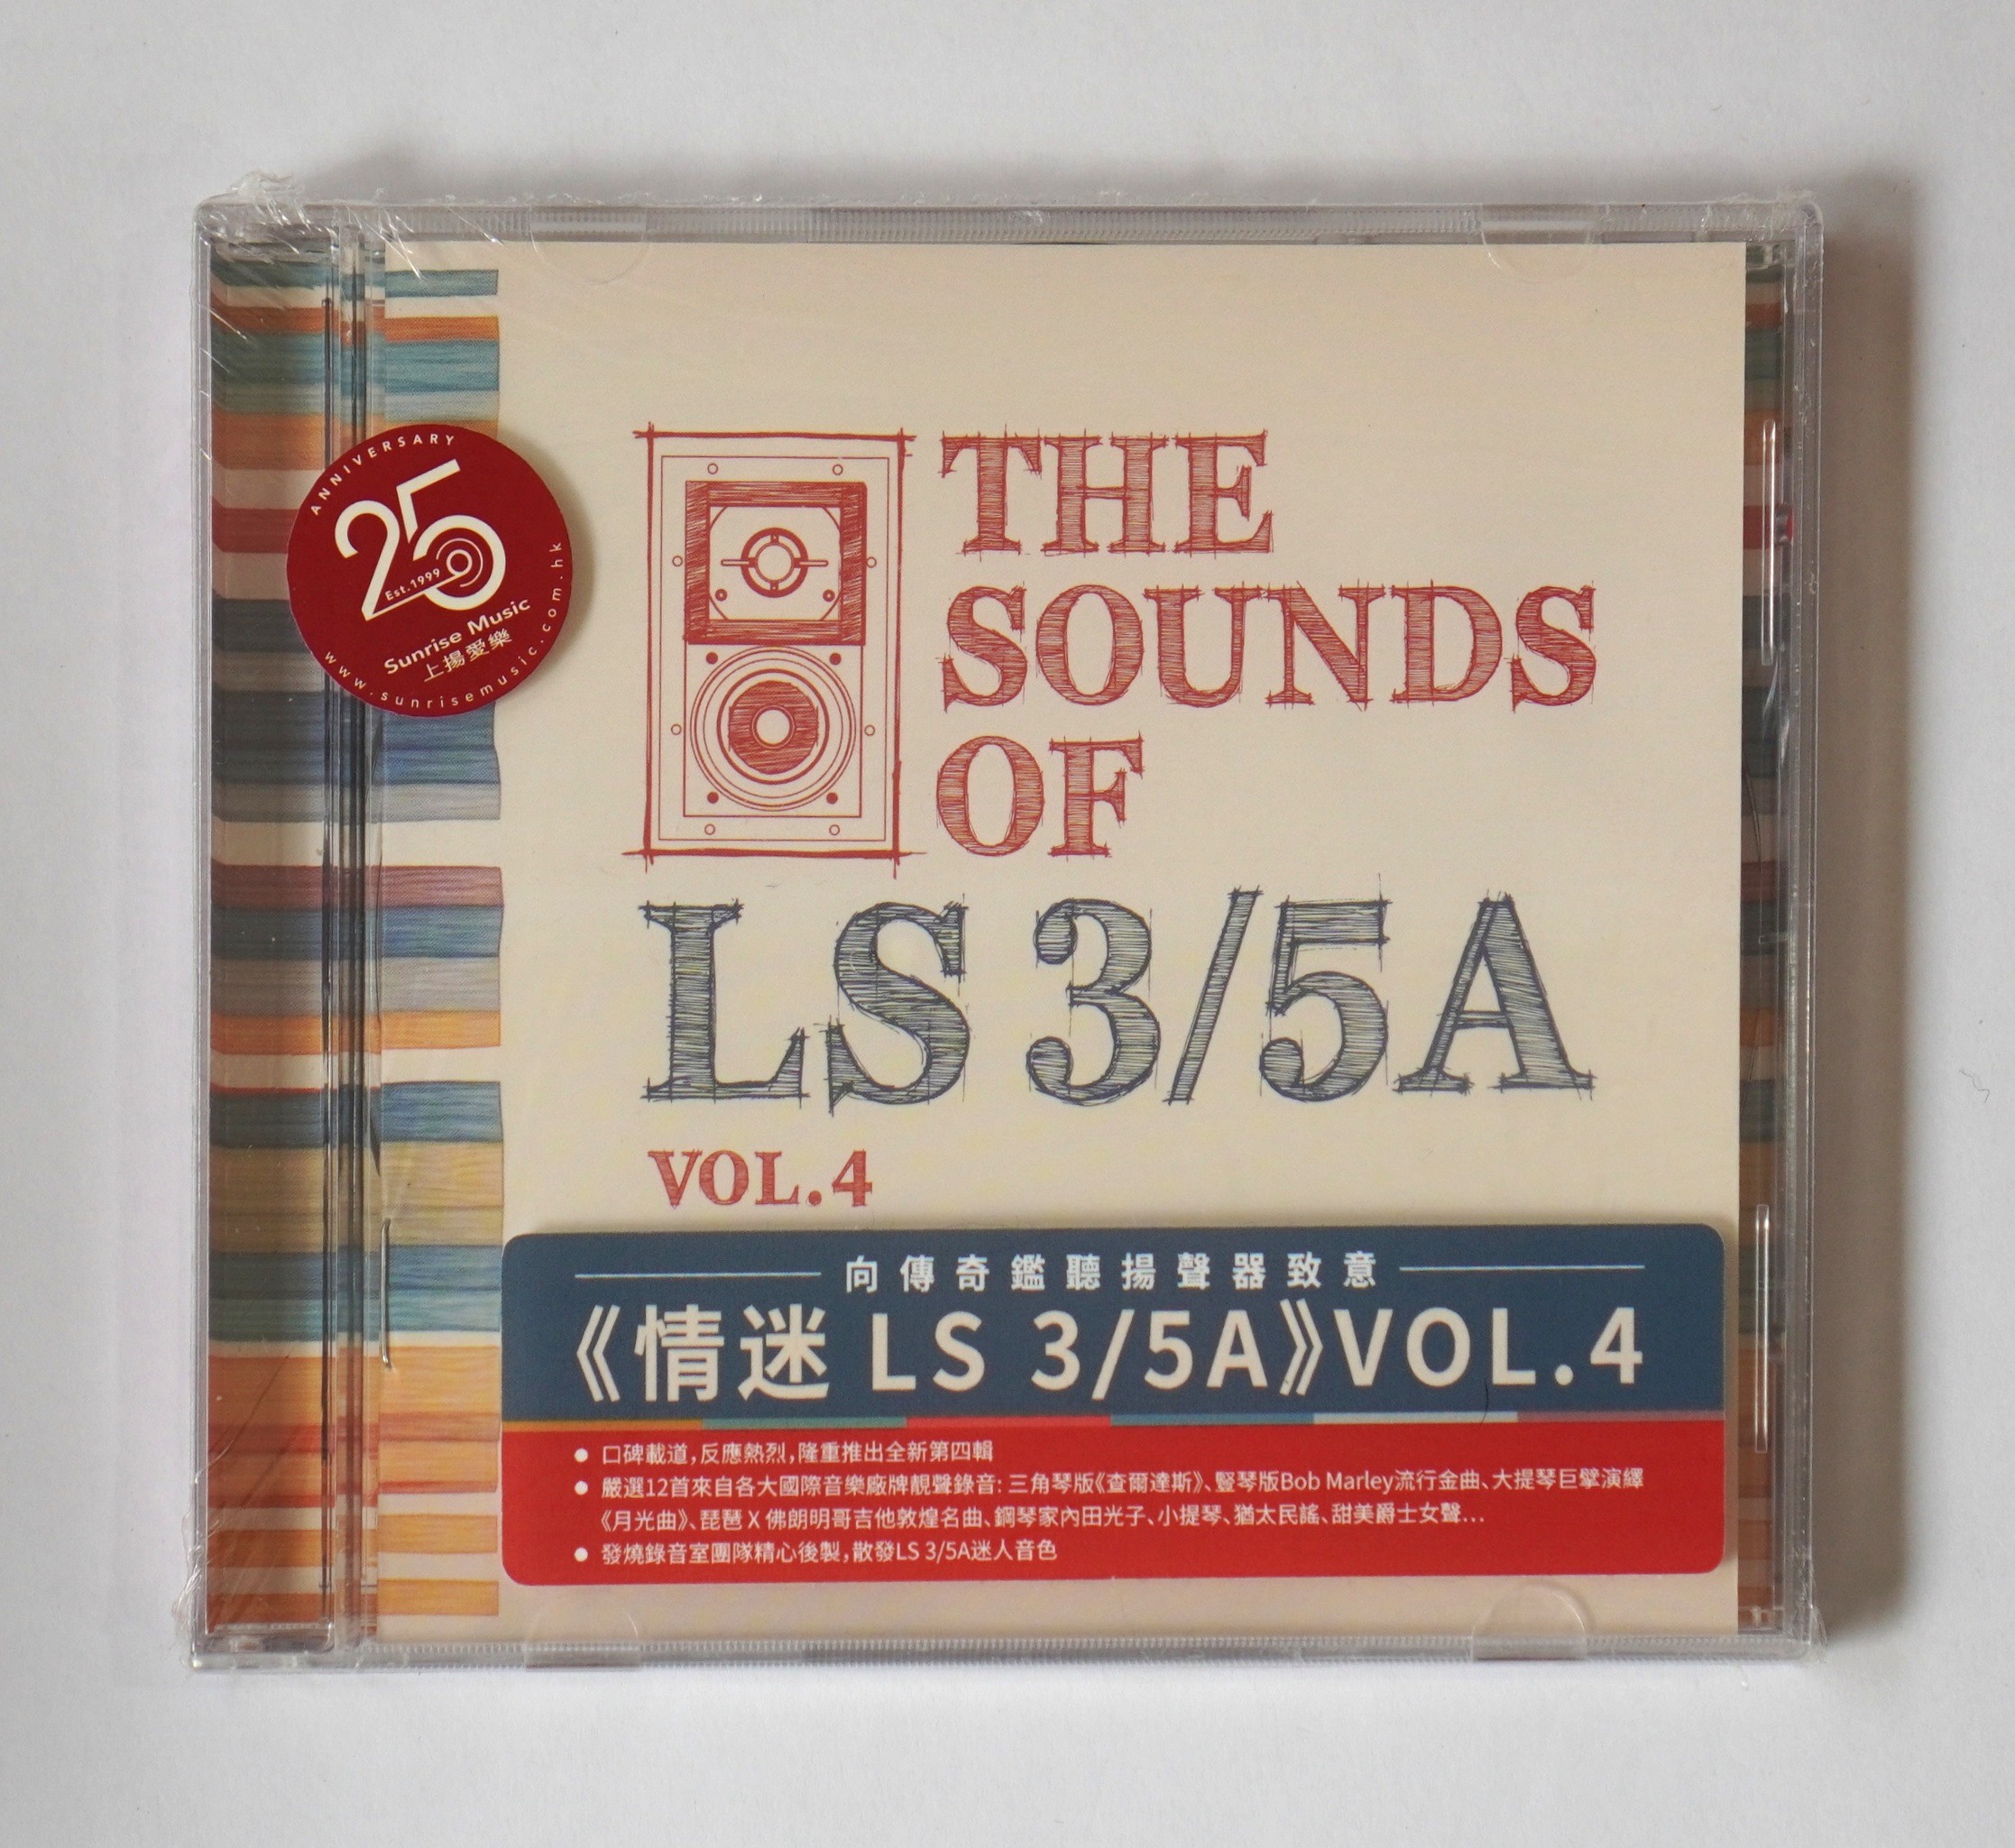 ANNIVERSARY
25
Est.1999
Sunrise Music
上揚愛樂
www.sunrisemusic.com.hk
THE
SOUNDS
OF
LS 3/5A
VOL.4
向傳奇鑑聽揚聲器致意
《情迷 LS 3/5A》VOL.4
● 口碑載道,反應熱烈,隆重推出全新第四輯
● 嚴選12首來自各大國際音樂廠牌靚聲錄音: 三角琴版《查爾達斯》、豎琴版Bob Marley流行金曲、大提琴巨擘演繹
《月光曲》、琵琶 X 佛朗明哥吉他敦煌名曲、鋼琴家內田光子、小提琴、猶太民謠、甜美爵士女聲...
● 發燒錄音室團隊精心後製,散發LS 3/5A迷人音色